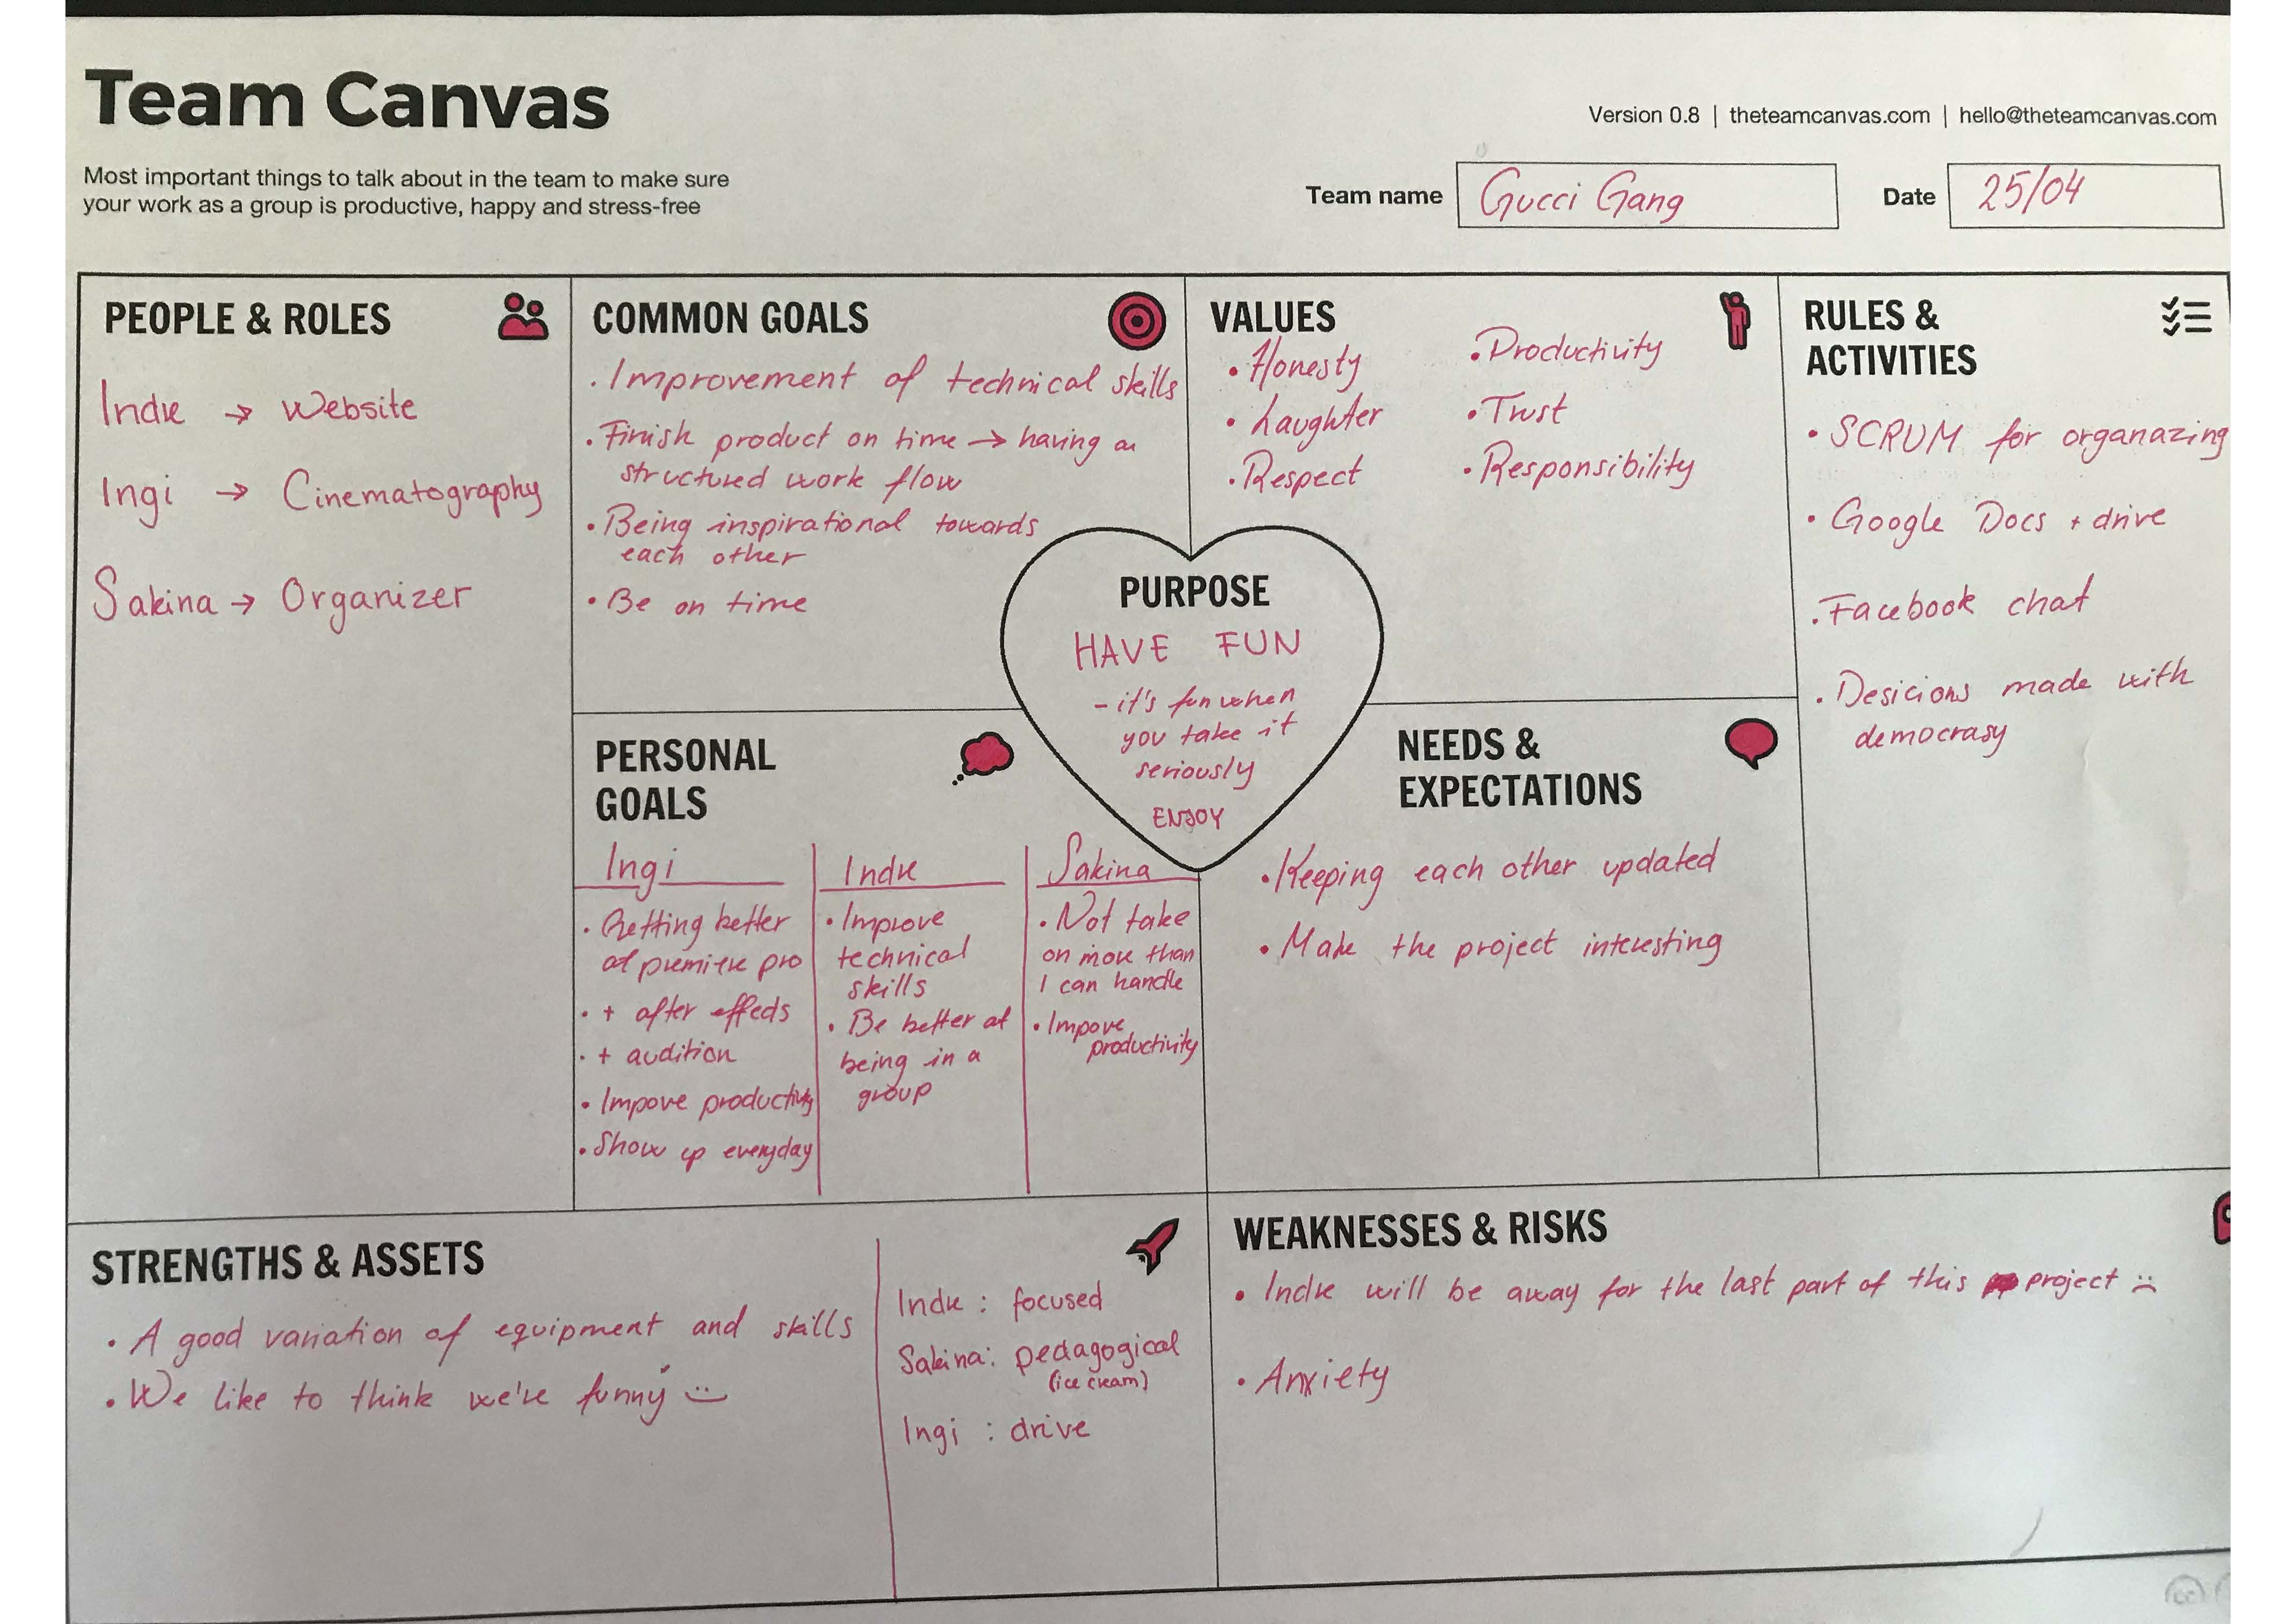 Team Canvas
Most important things to talk about in the team to make sure
your work as a group is productive, happy and stress-free
Version 0.8 | theteamcanvas.com | hello@theteamcanvas.com
Team name
Gucci Gang
Date
25/04
PEOPLE & ROLES
Indre → Website
Ingi → Cinematography
Sakina → Organizer
COMMON GOALS
. Improvement of technical skills
• Finish product on time → having a
structured work flow
• Being inspirational towards
each other
• Be on time
VALUES
• Honesty
• Laughter
• Respect
• Productivity
• Trust
• Responsibility
RULES &
ACTIVITIES
• SCRUM for organazing
• Google Docs + drive
. Facebook chat
. Desicions made with
democrasy
PURPOSE
HAVE FUN
- it's fun when
you take it
seriously
ENJOY
PERSONAL
GOALS
Ingi
• Getting better
at premiere pro
• + after effects
• + audition
• Impove productivity
• Show up everyday
Indre
• Improve
technical
skills
• Be better at
being in a
group
Sakina
• Not take
on more than
I can handle
• Impove
productivity
NEEDS &
EXPECTATIONS
• Keeping each other updated
• Make the project interesting
STRENGTHS & ASSETS
• A good variation of equipment and skills
• We like to think we're funny :)
Indre : focused
Sakina: pedagogical
(ice cream)
Ingi : drive
WEAKNESSES & RISKS
• Indre will be away for the last part of this project :(
• Anxiety
cc